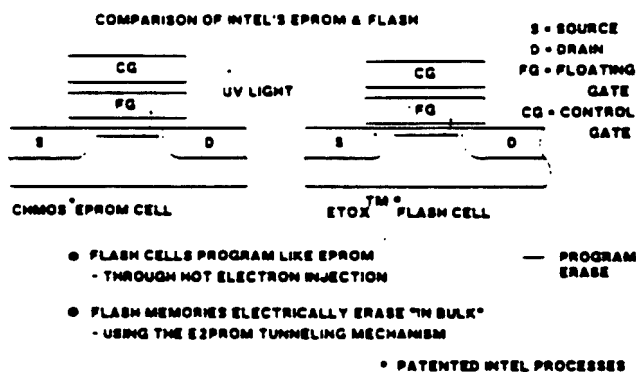 COMPARISON OF INTEL'S EPROM & FLASH
S = SOURCE
D = DRAIN
FG = FLOATING
GATE
CG = CONTROL
GATE
CG
FG
S
D
UV LIGHT
CG
FG
S
D
CHMOS* EPROM CELL
ETOX™* FLASH CELL
● FLASH CELLS PROGRAM LIKE EPROM
- THROUGH HOT ELECTRON INJECTION
● FLASH MEMORIES ELECTRICALLY ERASE "IN BULK"
- USING THE E2PROM TUNNELING MECHANISM
— PROGRAM
ERASE
* PATENTED INTEL PROCESSES